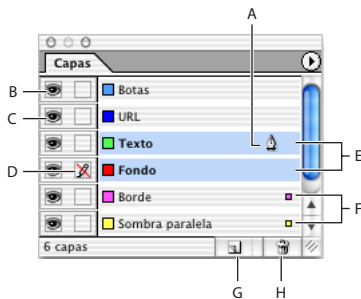 A
Capas
B
Botas
C
URL
Texto
E
D
Fondo
Borde
F
Sombra paralela
6 capas
G
H